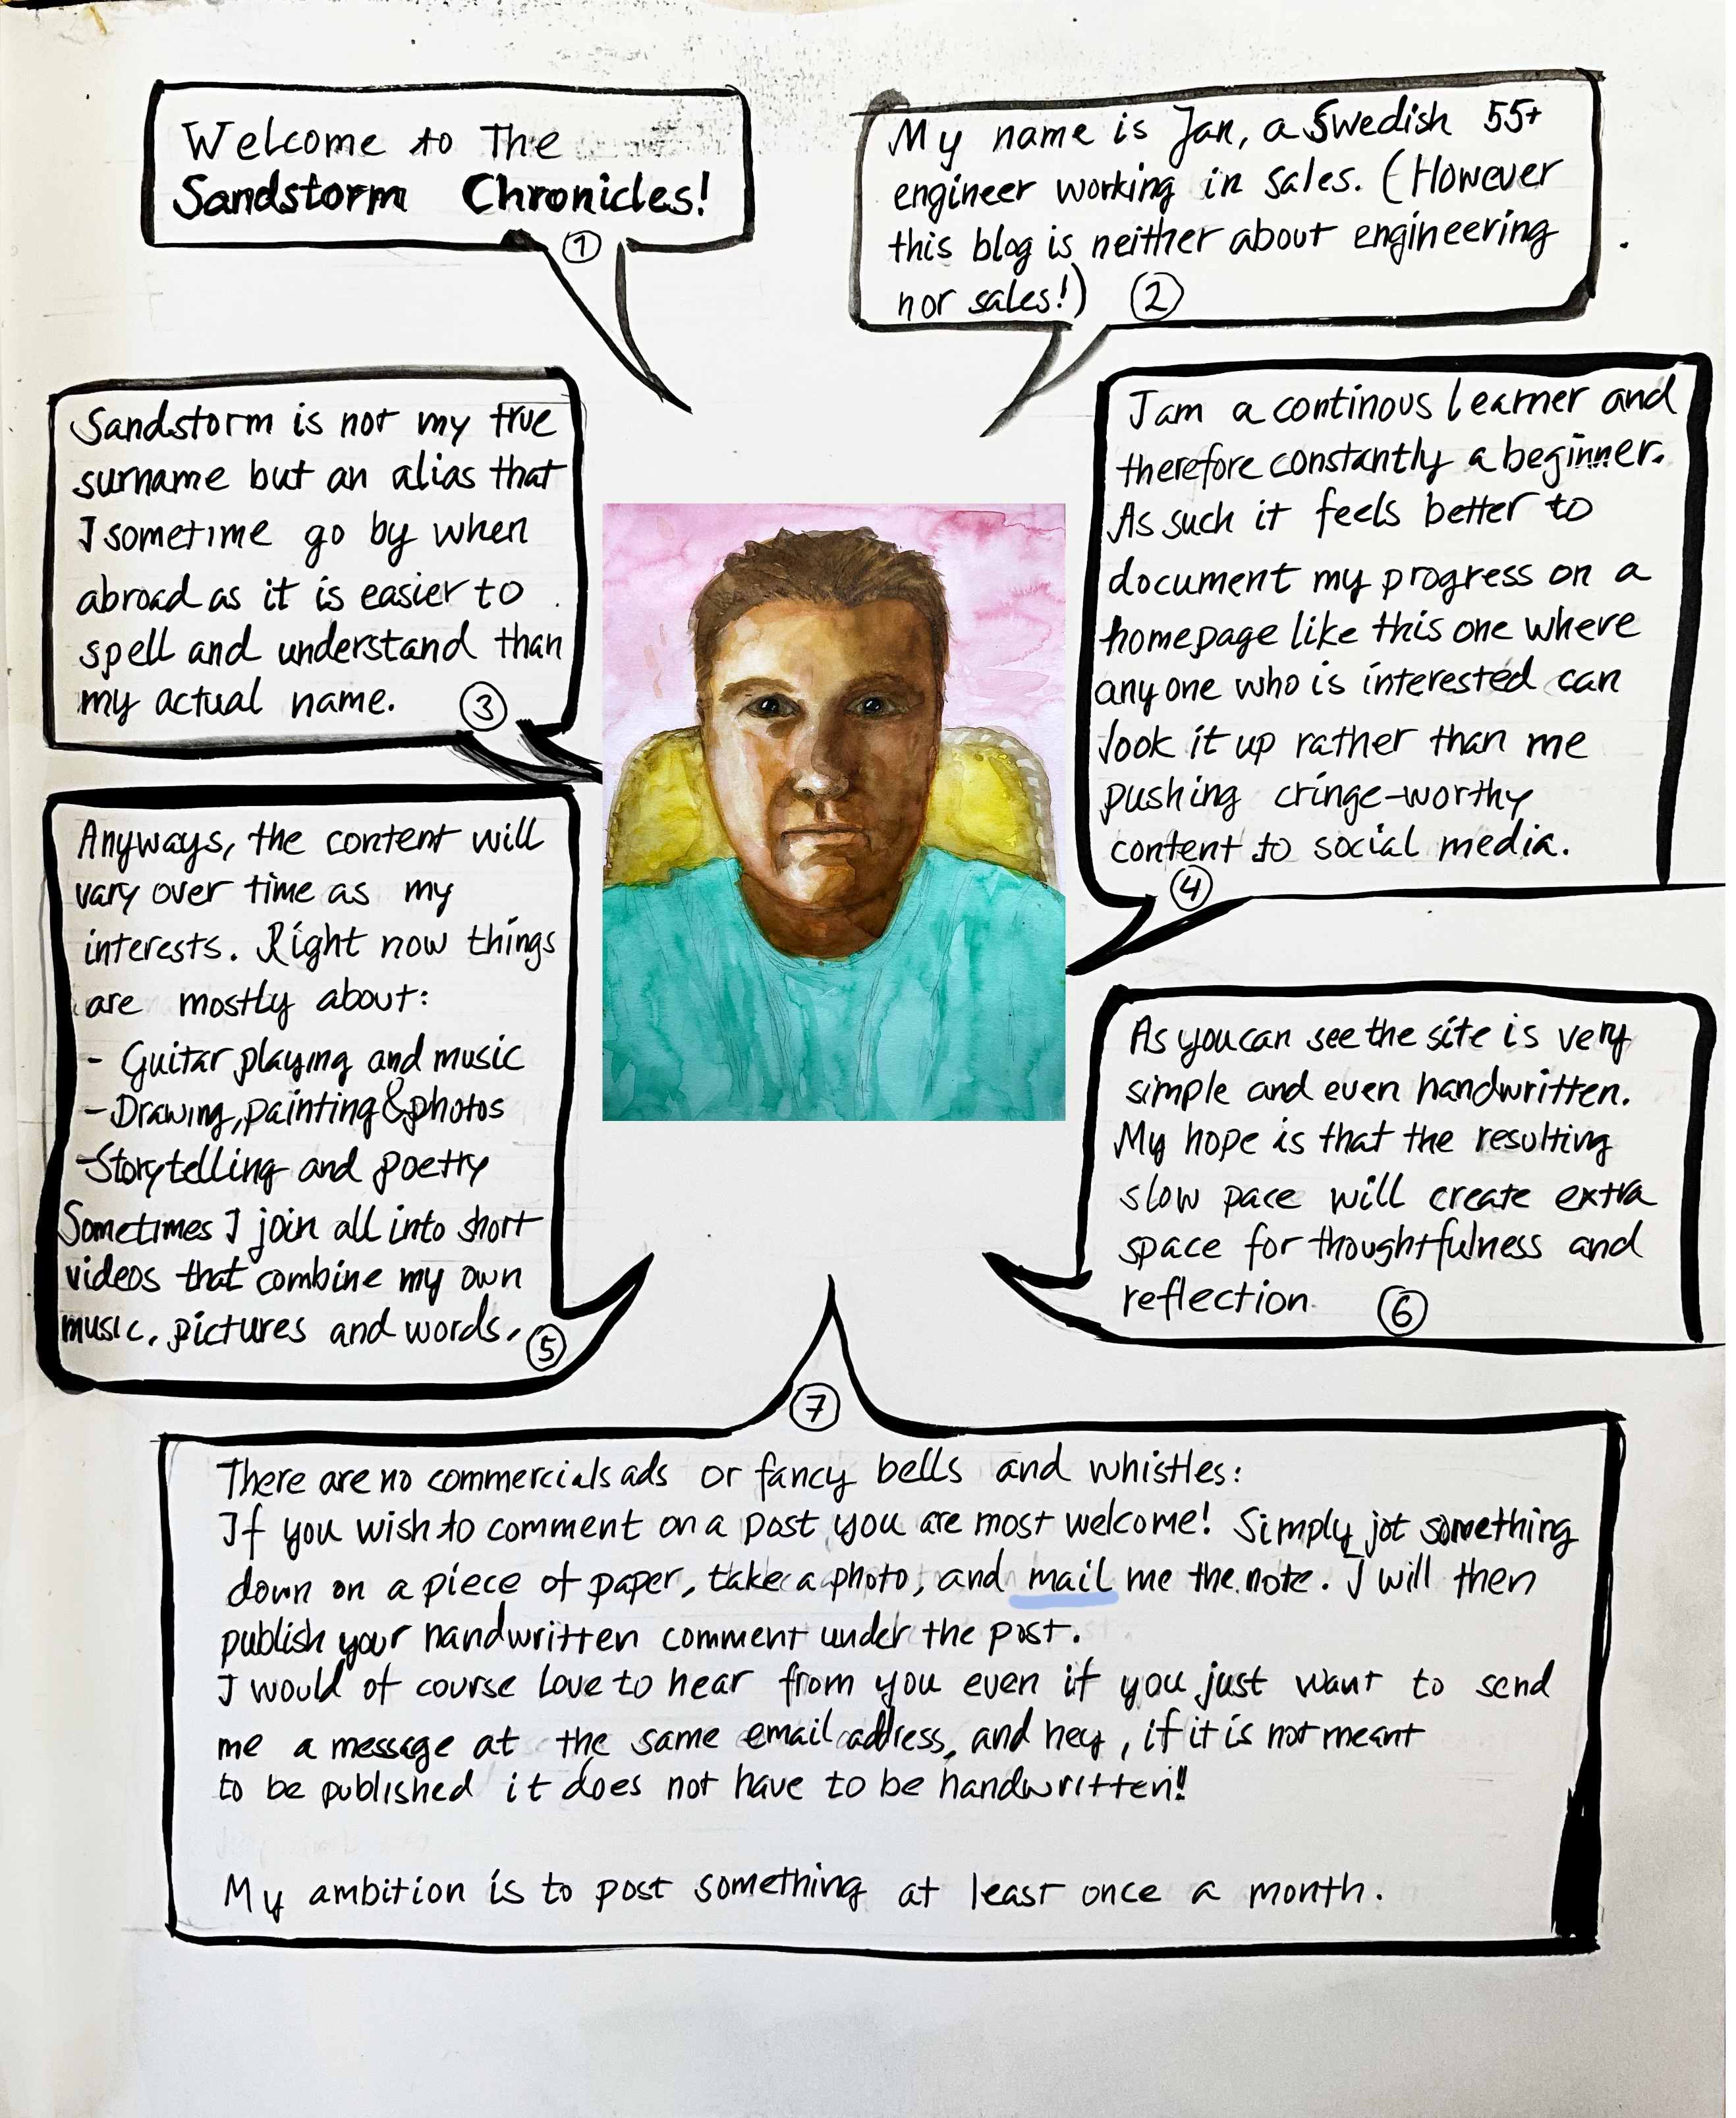 Welcome to The
Sandstorm Chronicles!
1
My name is Jan, a Swedish 55+
engineer working in sales. (However
this blog is neither about engineering
nor sales!) 2
Sandstorm is not my true
surname but an alias that
I sometime go by when
abroad as it is easier to
spell and understand than
my actual name. 3
I am a continous learner and
therefore constantly a beginner.
As such it feels better to
document my progress on a
homepage like this one where
anyone who is interested can
look it up rather than me
pushing cringe-worthy
content to social media.
4
Anyways, the content will
vary over time as my
interests. Right now things
are mostly about:
- Guitar playing and music
- Drawing, painting & photos
- Storytelling and poetry
Sometimes I join all into short
videos that combine my own
music, pictures and words.
5
As you can see the site is very
simple and even handwritten.
My hope is that the resulting
slow pace will create extra
space for thoughtfulness and
reflection. 6
7
There are no commercials ads or fancy bells and whistles:
If you wish to comment on a post you are most welcome! Simply jot something
down on a piece of paper, take a photo, and mail me the note. I will then
publish your handwritten comment under the post.
I would of course love to hear from you even if you just want to send
me a message at the same email address, and hey, if it is not meant
to be published it does not have to be handwritten!!
My ambition is to post something at least once a month.